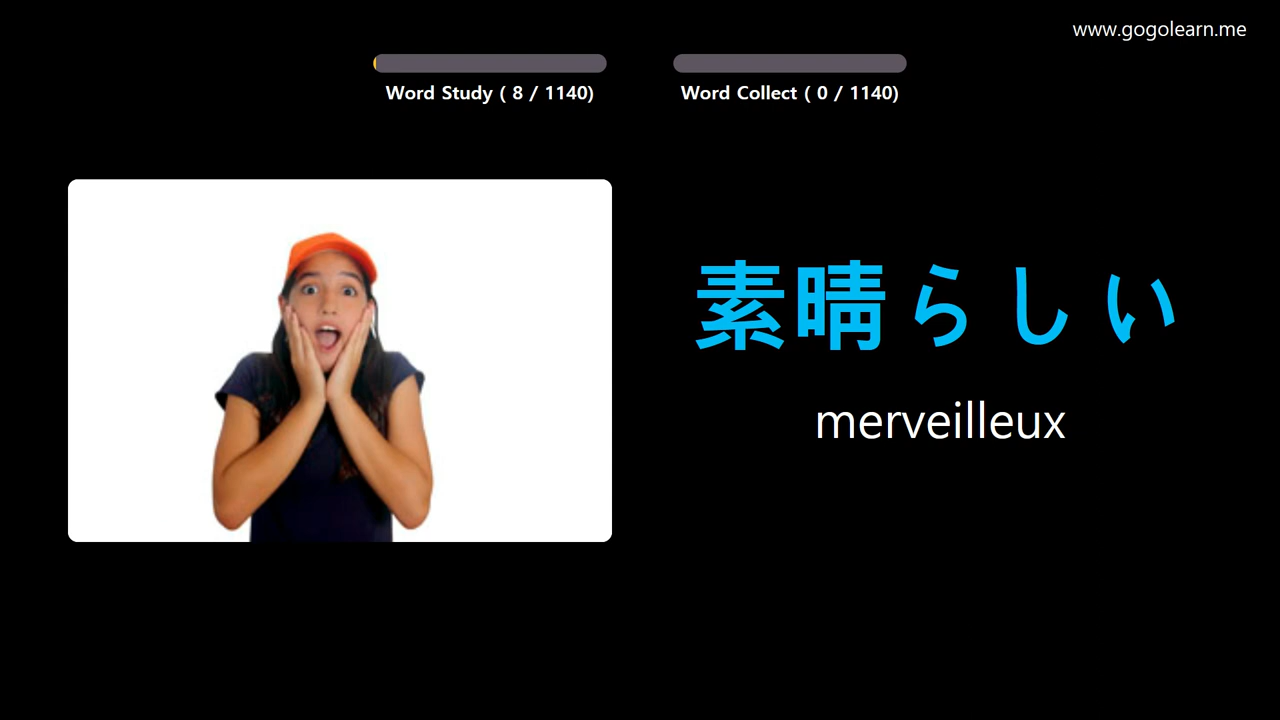 www.gogolearn.me
Word Study ( 8 / 1140)
Word Collect ( 0 / 1140)
素晴らしい
merveilleux